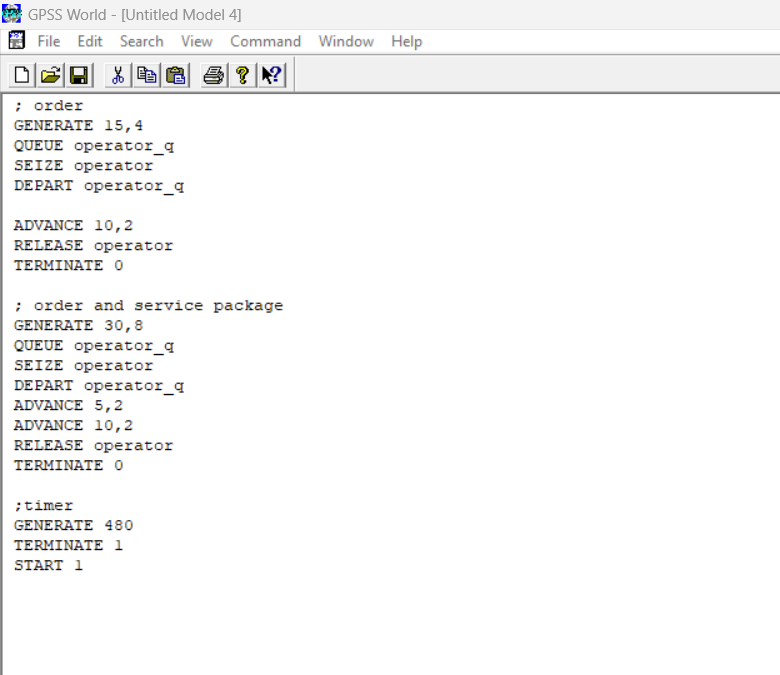 GPSS World - [Untitled Model 4]
File Edit Search View Command Window Help
; order
GENERATE 15,4
QUEUE operator_q
SEIZE operator
DEPART operator_q
ADVANCE 10,2
RELEASE operator
TERMINATE 0
; order and service package
GENERATE 30,8
QUEUE operator_q
SEIZE operator
DEPART operator_q
ADVANCE 5,2
ADVANCE 10,2
RELEASE operator
TERMINATE 0
;timer
GENERATE 480
TERMINATE 1
START 1